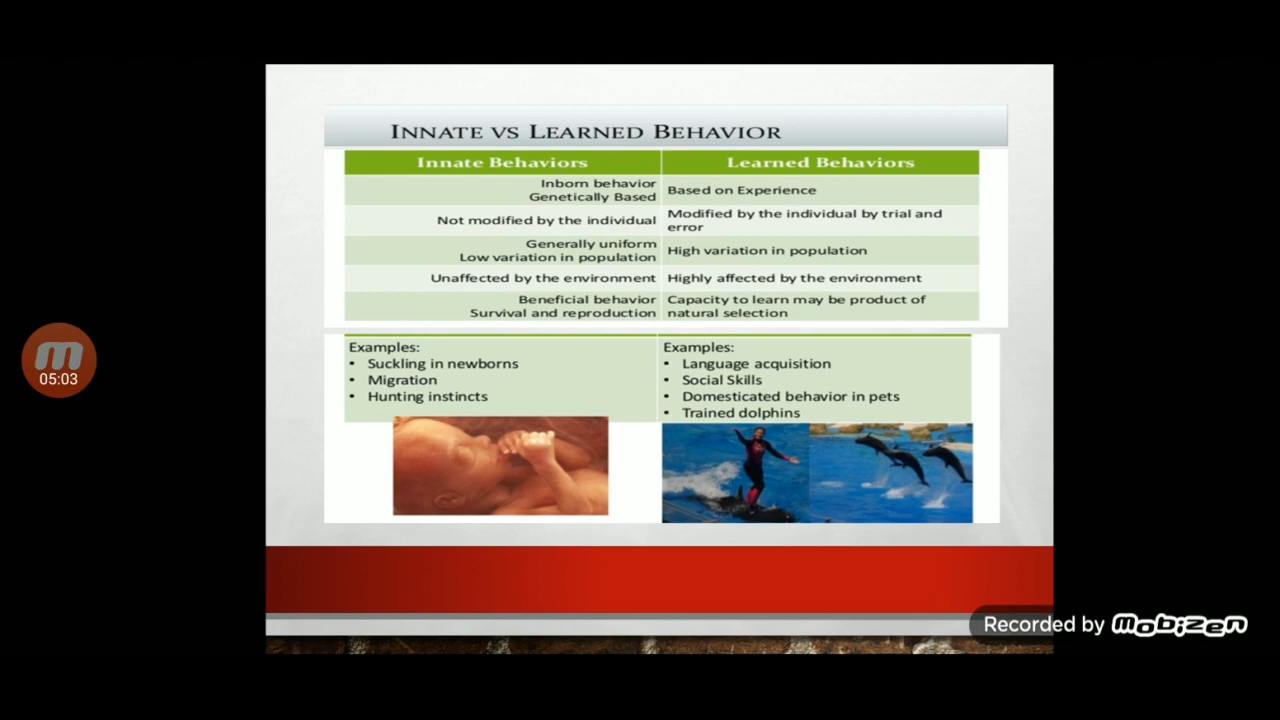 INNATE VS LEARNED BEHAVIOR
Innate Behaviors
Learned Behaviors
Inborn behavior
Genetically Based
Based on Experience
Not modified by the individual
Modified by the individual by trial and
error
Generally uniform
Low variation in population
High variation in population
Unaffected by the environment
Highly affected by the environment
Beneficial behavior
Survival and reproduction
Capacity to learn may be product of
natural selection
Examples:
• Suckling in newborns
• Migration
• Hunting instincts
Examples:
• Language acquisition
• Social Skills
• Domesticated behavior in pets
• Trained dolphins
m
05:03
Recorded by mobizen